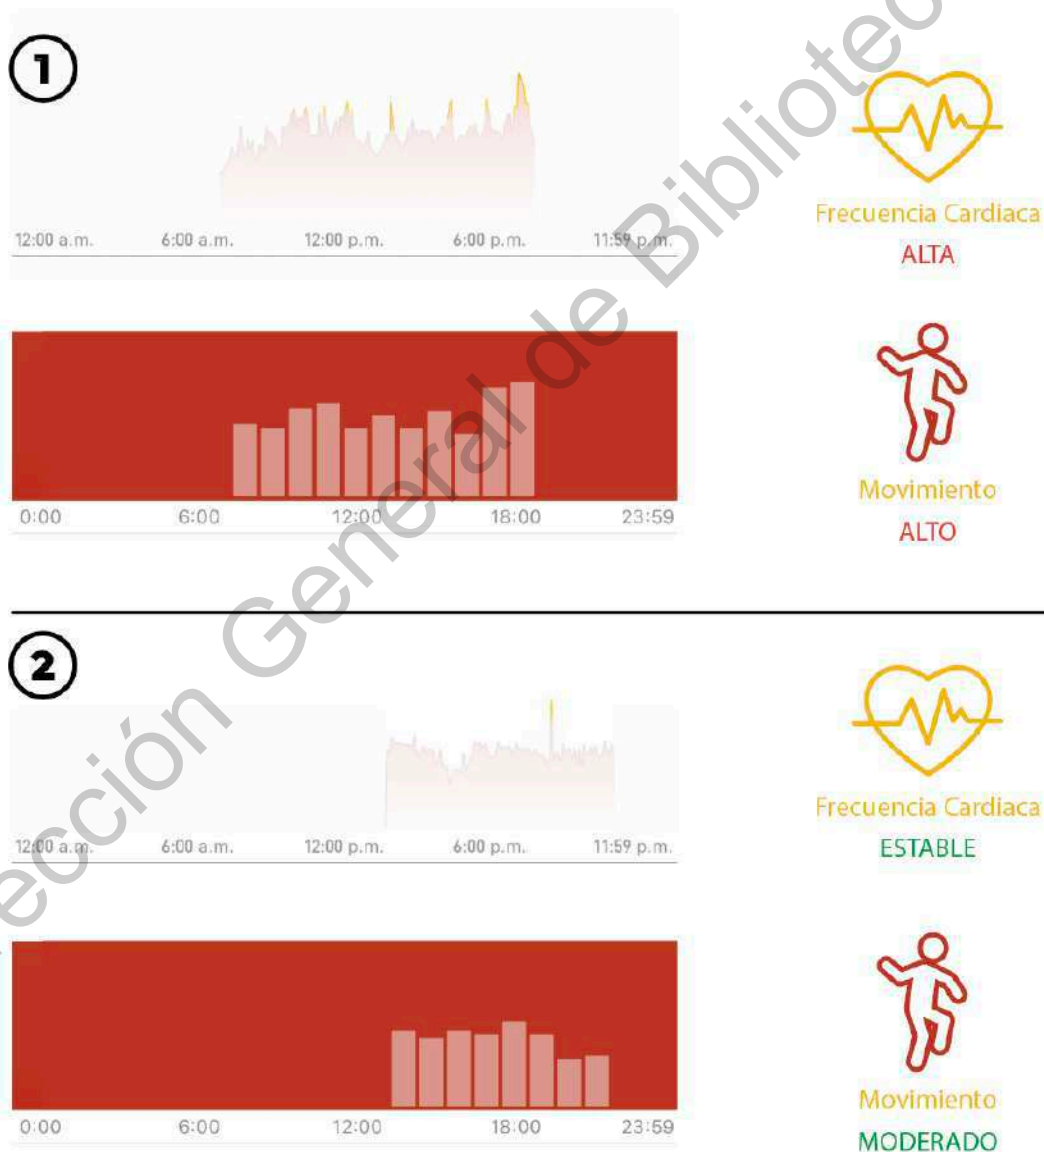 1
12:00 a.m. 6:00 a.m. 12:00 p.m. 6:00 p.m. 11:59 p.m.
Frecuencia Cardiaca
ALTA
0:00 6:00 12:00 18:00 23:59
Movimiento
ALTO
2
12:00 a.m. 6:00 a.m. 12:00 p.m. 6:00 p.m. 11:59 p.m.
Frecuencia Cardiaca
ESTABLE
0:00 6:00 12:00 18:00 23:59
Movimiento
MODERADO
ección General de Bibliotec